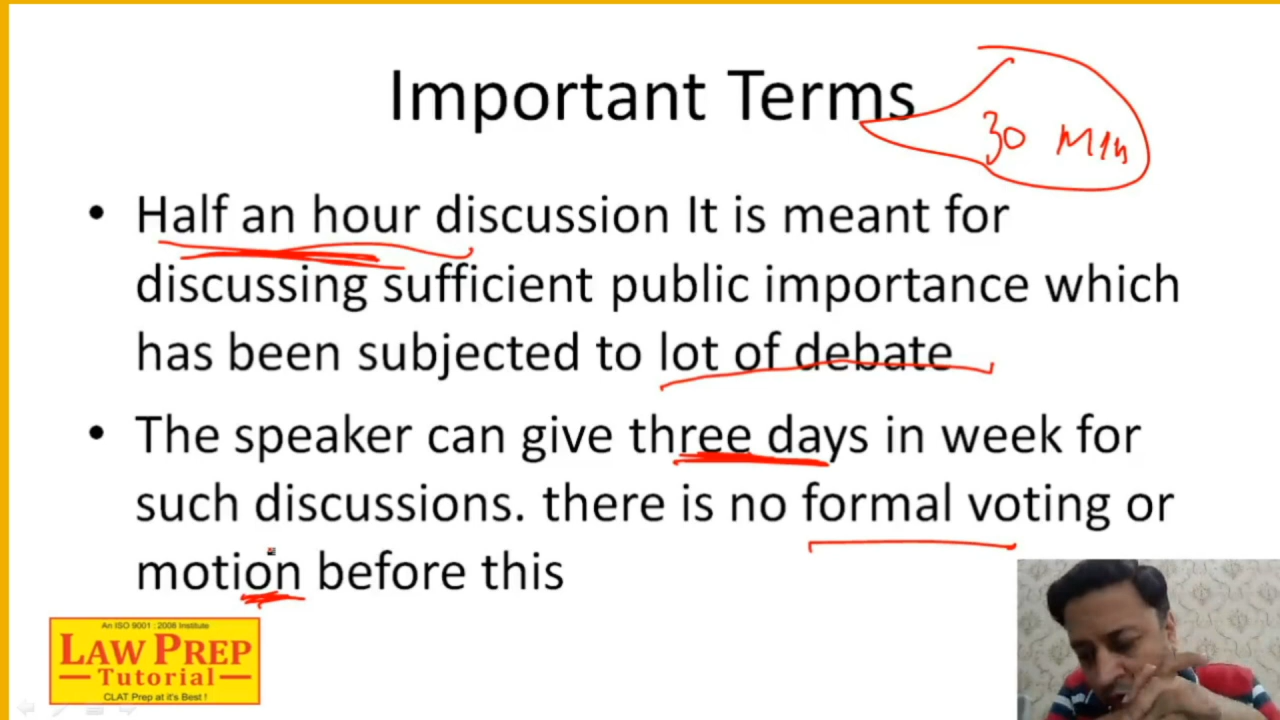 Important Terms
30 Min
• Half an hour discussion It is meant for
discussing sufficient public importance which
has been subjected to lot of debate
• The speaker can give three days in week for
such discussions. there is no formal voting or
motion before this
An ISO 9001 : 2008 Institute
LAW PREP
Tutorial
CLAT Prep at it's Best !